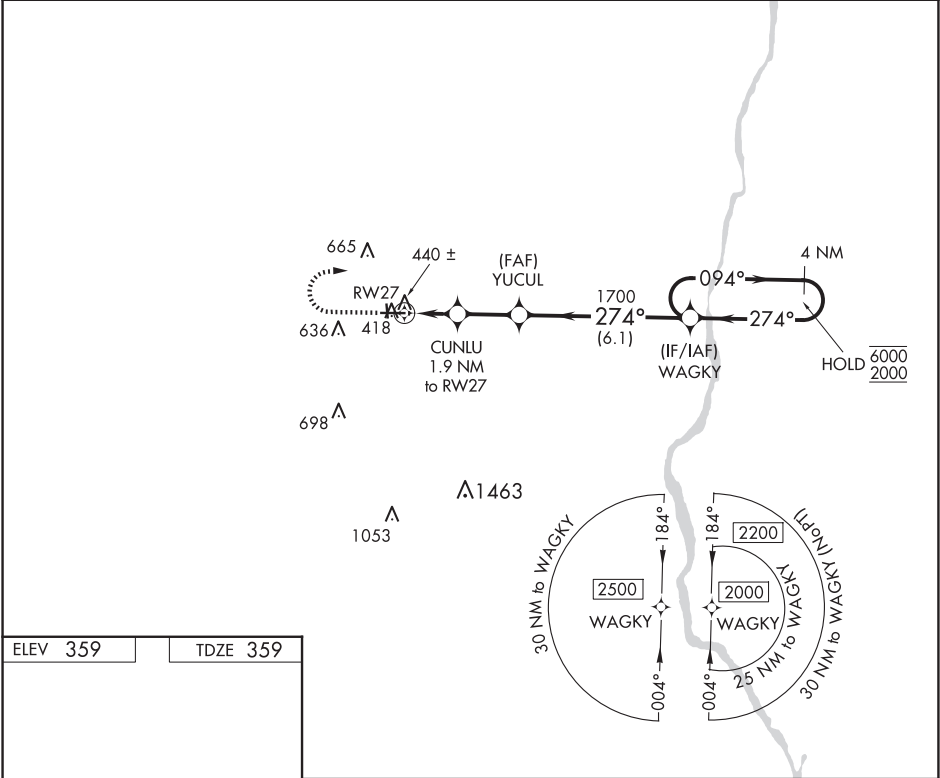 4 NM
665
440 ±
(FAF)
YUCUL
094°
RW27
1700
274°
(6.1)
274°
636
418
CUNLU
1.9 NM
to RW27
(IF/IAF)
WAGKY
HOLD 6000
2000
698
1463
1053
30 NM to WAGKY
184°
2500
WAGKY
004°
184°
2200
2000
WAGKY
004°
25 NM to WAGKY
30 NM to WAGKY (NoPT)
ELEV 359
TDZE 359